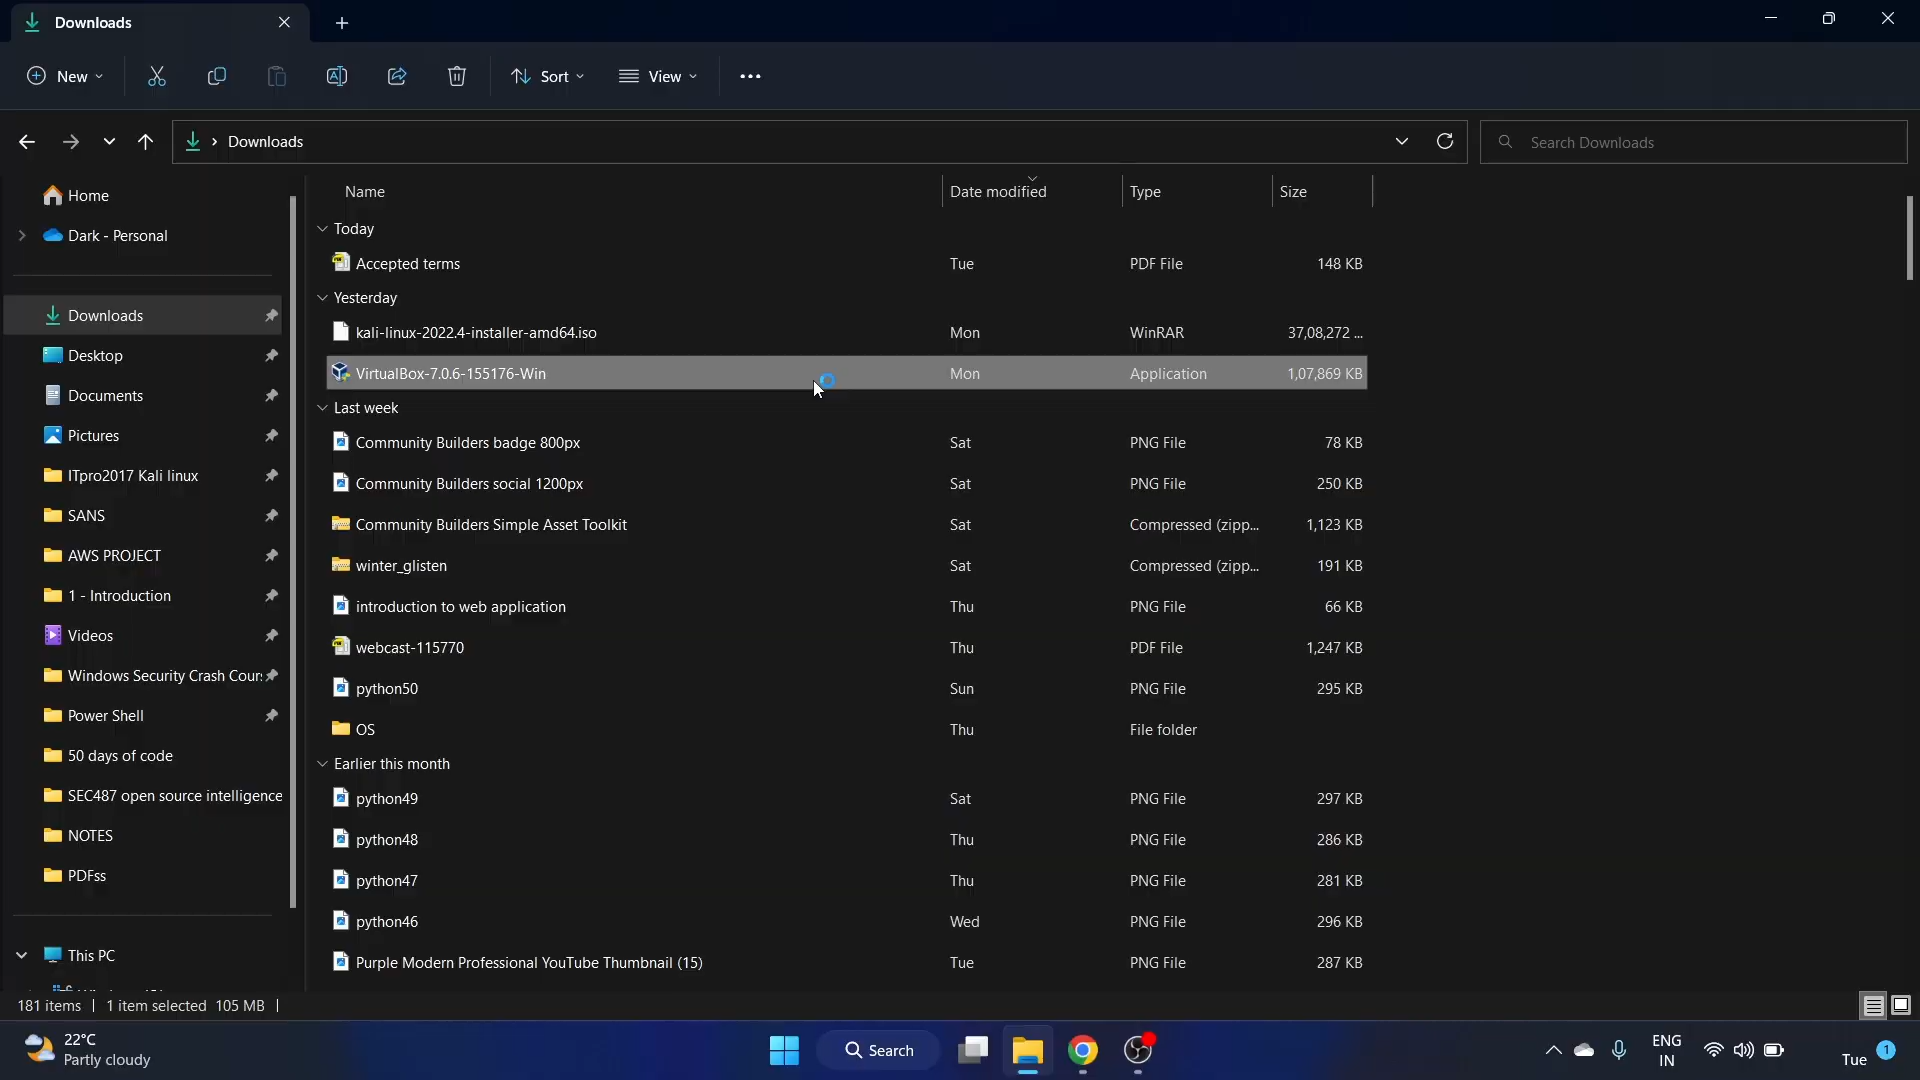 Downloads
New
Sort
View
Downloads
Search Downloads
Home
Dark - Personal
Downloads
Desktop
Documents
Pictures
ITpro2017 Kali linux
SANS
AWS PROJECT
1 - Introduction
Videos
Windows Security Crash Cour
Power Shell
50 days of code
SEC487 open source intelligence
NOTES
PDFss
This PC
Name Date modified Type Size
Today
Accepted terms Tue PDF File 148 KB
Yesterday
kali-linux-2022.4-installer-amd64.iso Mon WinRAR 37,08,272 ...
VirtualBox-7.0.6-155176-Win Mon Application 1,07,869 KB
Last week
Community Builders badge 800px Sat PNG File 78 KB
Community Builders social 1200px Sat PNG File 250 KB
Community Builders Simple Asset Toolkit Sat Compressed (zipp... 1,123 KB
winter_glisten Sat Compressed (zipp... 191 KB
introduction to web application Thu PNG File 66 KB
webcast-115770 Thu PDF File 1,247 KB
python50 Sun PNG File 295 KB
OS Thu File folder
Earlier this month
python49 Sat PNG File 297 KB
python48 Thu PNG File 286 KB
python47 Thu PNG File 281 KB
python46 Wed PNG File 296 KB
Purple Modern Professional YouTube Thumbnail (15) Tue PNG File 287 KB
181 items 1 item selected 105 MB
22°C
Partly cloudy
Search
ENG
IN
Tue 1